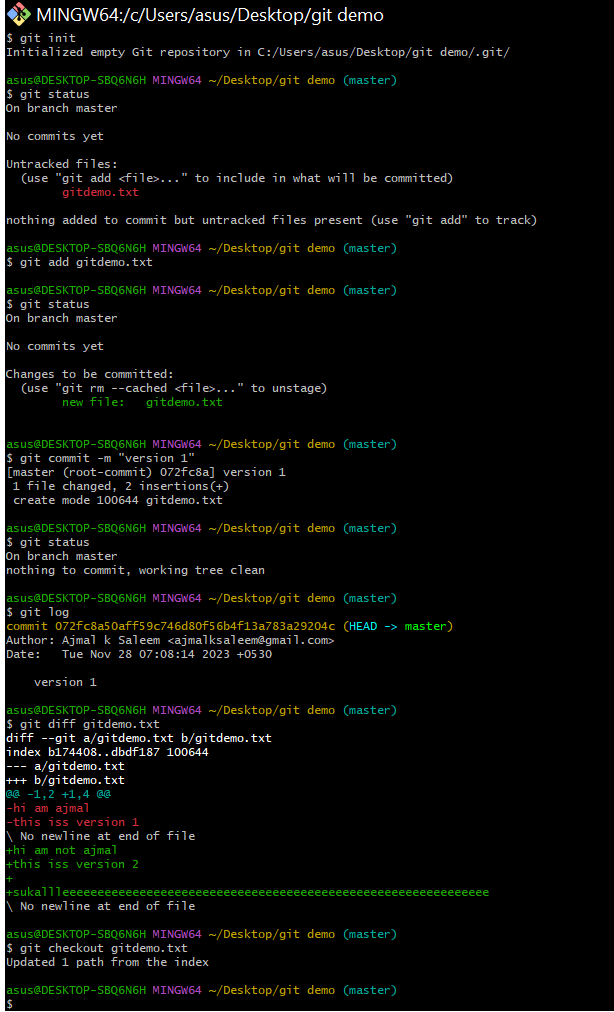 MINGW64:/c/Users/asus/Desktop/git demo
$ git init
Initialized empty Git repository in C:/Users/asus/Desktop/git demo/.git/
asus@DESKTOP-SBQ6N6H MINGW64 ~/Desktop/git demo (master)
$ git status
On branch master
No commits yet
Untracked files:
  (use "git add <file>..." to include in what will be committed)
        gitdemo.txt
nothing added to commit but untracked files present (use "git add" to track)
asus@DESKTOP-SBQ6N6H MINGW64 ~/Desktop/git demo (master)
$ git add gitdemo.txt
asus@DESKTOP-SBQ6N6H MINGW64 ~/Desktop/git demo (master)
$ git status
On branch master
No commits yet
Changes to be committed:
  (use "git rm --cached <file>..." to unstage)
        new file:   gitdemo.txt
asus@DESKTOP-SBQ6N6H MINGW64 ~/Desktop/git demo (master)
$ git commit -m "version 1"
[master (root-commit) 072fc8a] version 1
 1 file changed, 2 insertions(+)
 create mode 100644 gitdemo.txt
asus@DESKTOP-SBQ6N6H MINGW64 ~/Desktop/git demo (master)
$ git status
On branch master
nothing to commit, working tree clean
asus@DESKTOP-SBQ6N6H MINGW64 ~/Desktop/git demo (master)
$ git log
commit 072fc8a50aff59c746d80f56b4f13a783a29204c (HEAD -> master)
Author: Ajmal k Saleem <ajmalksaleem@gmail.com>
Date:   Tue Nov 28 07:08:14 2023 +0530
    version 1
asus@DESKTOP-SBQ6N6H MINGW64 ~/Desktop/git demo (master)
$ git diff gitdemo.txt
diff --git a/gitdemo.txt b/gitdemo.txt
index b174408..dbdf187 100644
--- a/gitdemo.txt
+++ b/gitdemo.txt
@@ -1,2 +1,4 @@
-hi am ajmal
-this iss version 1
\ No newline at end of file
+hi am not ajmal
+this iss version 2
+
+sukallleeeeeeeeeeeeeeeeeeeeeeeeeeeeeeeeeeeeeeeeeeeeeeeeeeeeeeeeeeeeee
\ No newline at end of file
asus@DESKTOP-SBQ6N6H MINGW64 ~/Desktop/git demo (master)
$ git checkout gitdemo.txt
Updated 1 path from the index
asus@DESKTOP-SBQ6N6H MINGW64 ~/Desktop/git demo (master)
$